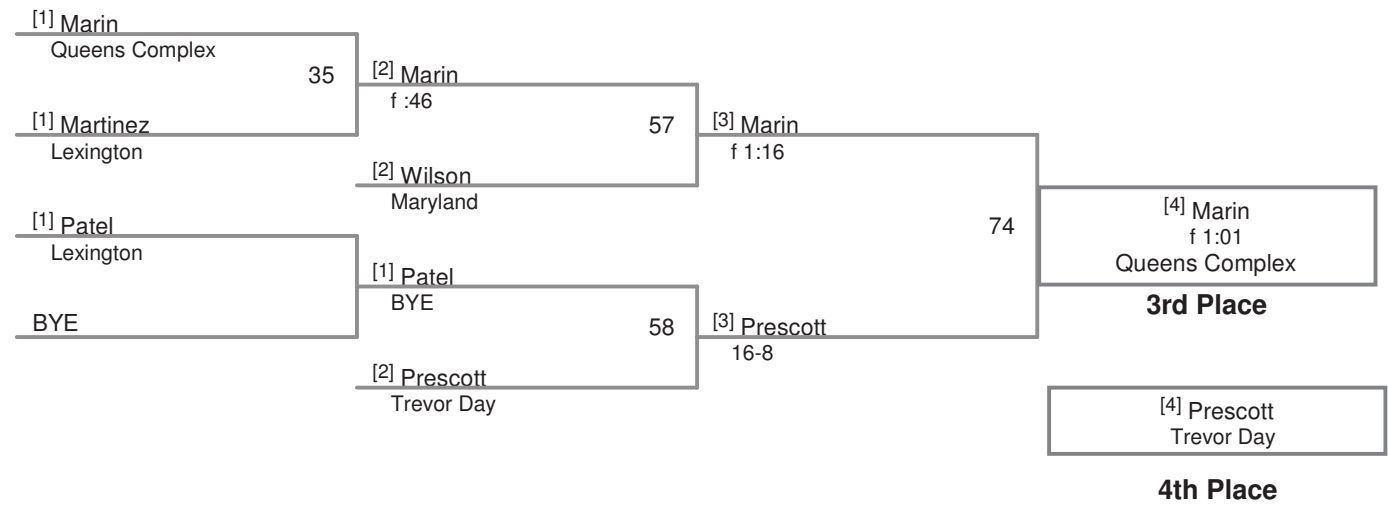 [1] Marin
Queens Complex
35
[1] Martinez
Lexington
[1] Patel
Lexington
BYE
[2] Marin
f :46
57
[2] Wilson
Maryland
[1] Patel
BYE
58
[2] Prescott
Trevor Day
[3] Marin
f 1:16
74
[3] Prescott
16-8
[4] Marin
f 1:01
Queens Complex
3rd Place
[4] Prescott
Trevor Day
4th Place